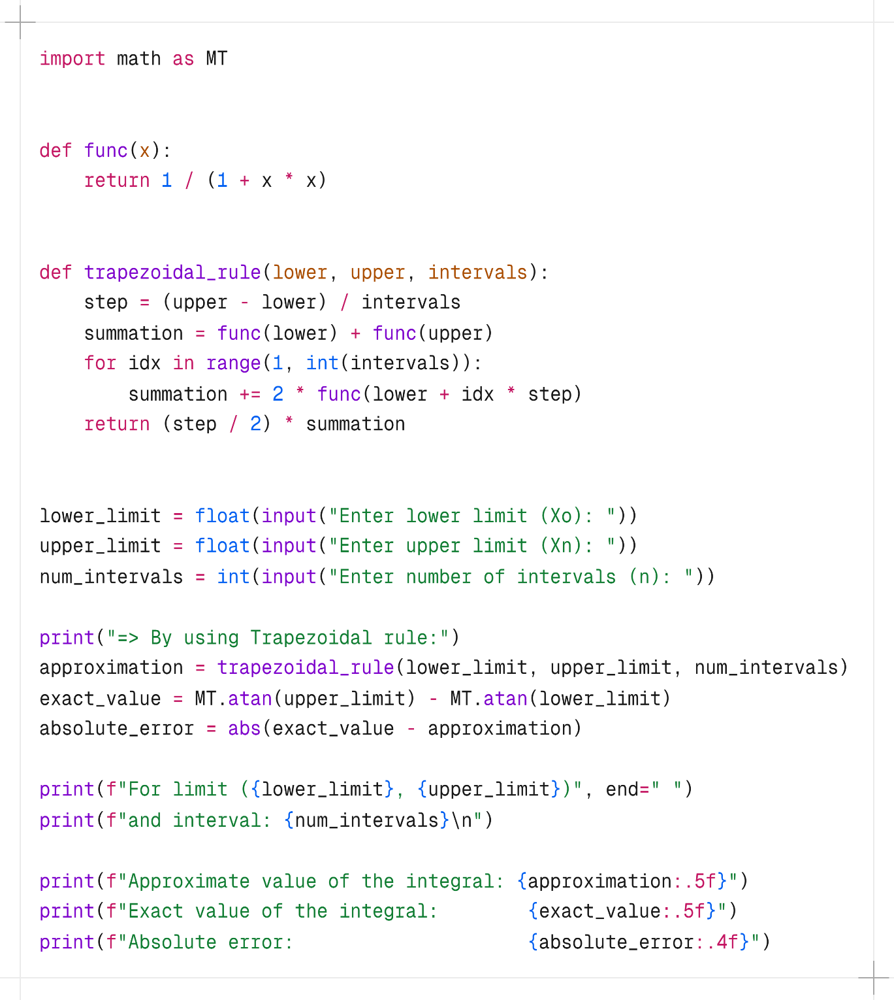 import math as MT
def func(x):
    return 1 / (1 + x * x)
def trapezoidal_rule(lower, upper, intervals):
    step = (upper - lower) / intervals
    summation = func(lower) + func(upper)
    for idx in range(1, int(intervals)):
        summation += 2 * func(lower + idx * step)
    return (step / 2) * summation
lower_limit = float(input("Enter lower limit (Xo): "))
upper_limit = float(input("Enter upper limit (Xn): "))
num_intervals = int(input("Enter number of intervals (n): "))
print("=> By using Trapezoidal rule:")
approximation = trapezoidal_rule(lower_limit, upper_limit, num_intervals)
exact_value = MT.atan(upper_limit) - MT.atan(lower_limit)
absolute_error = abs(exact_value - approximation)
print(f"For limit ({lower_limit}, {upper_limit})", end=" ")
print(f"and interval: {num_intervals}\n")
print(f"Approximate value of the integral: {approximation:.5f}")
print(f"Exact value of the integral:        {exact_value:.5f}")
print(f"Absolute error:                     {absolute_error:.4f}")